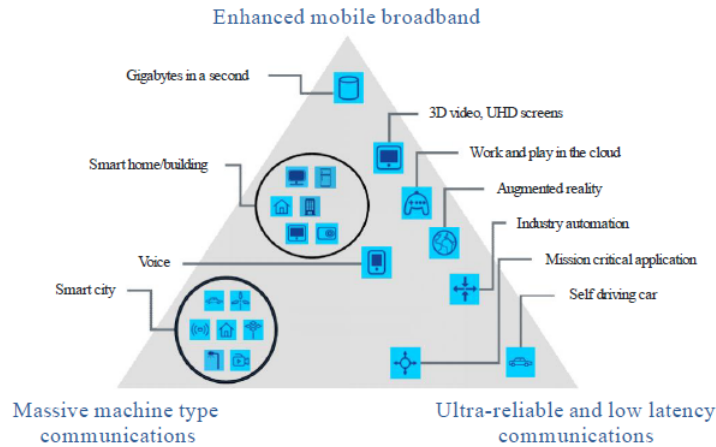 Enhanced mobile broadband
Gigabytes in a second
3D video, UHD screens
Smart home/building
Work and play in the cloud
Augmented reality
Industry automation
Voice
Mission critical application
Smart city
Self driving car
Massive machine type
communications
Ultra-reliable and low latency
communications